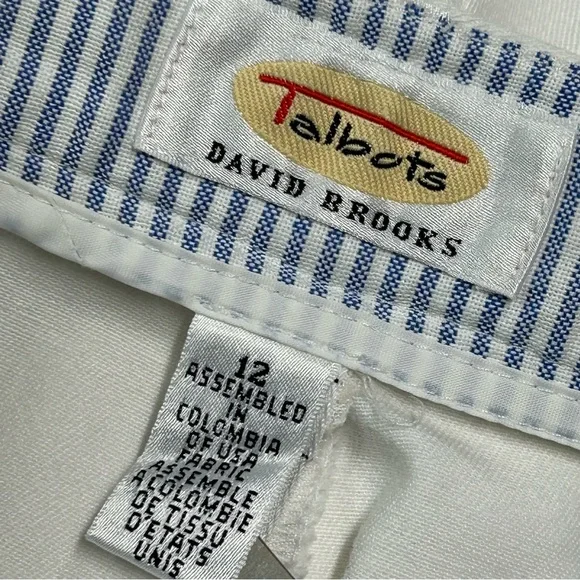 Talbots
DAVID BROOKS
12
ASSEMBLED
IN
COLOMBIA
OF USA
FABRIC
ASSEMBLE
A COLOMBIE
DE TISSU
D'ETATS
UNIS